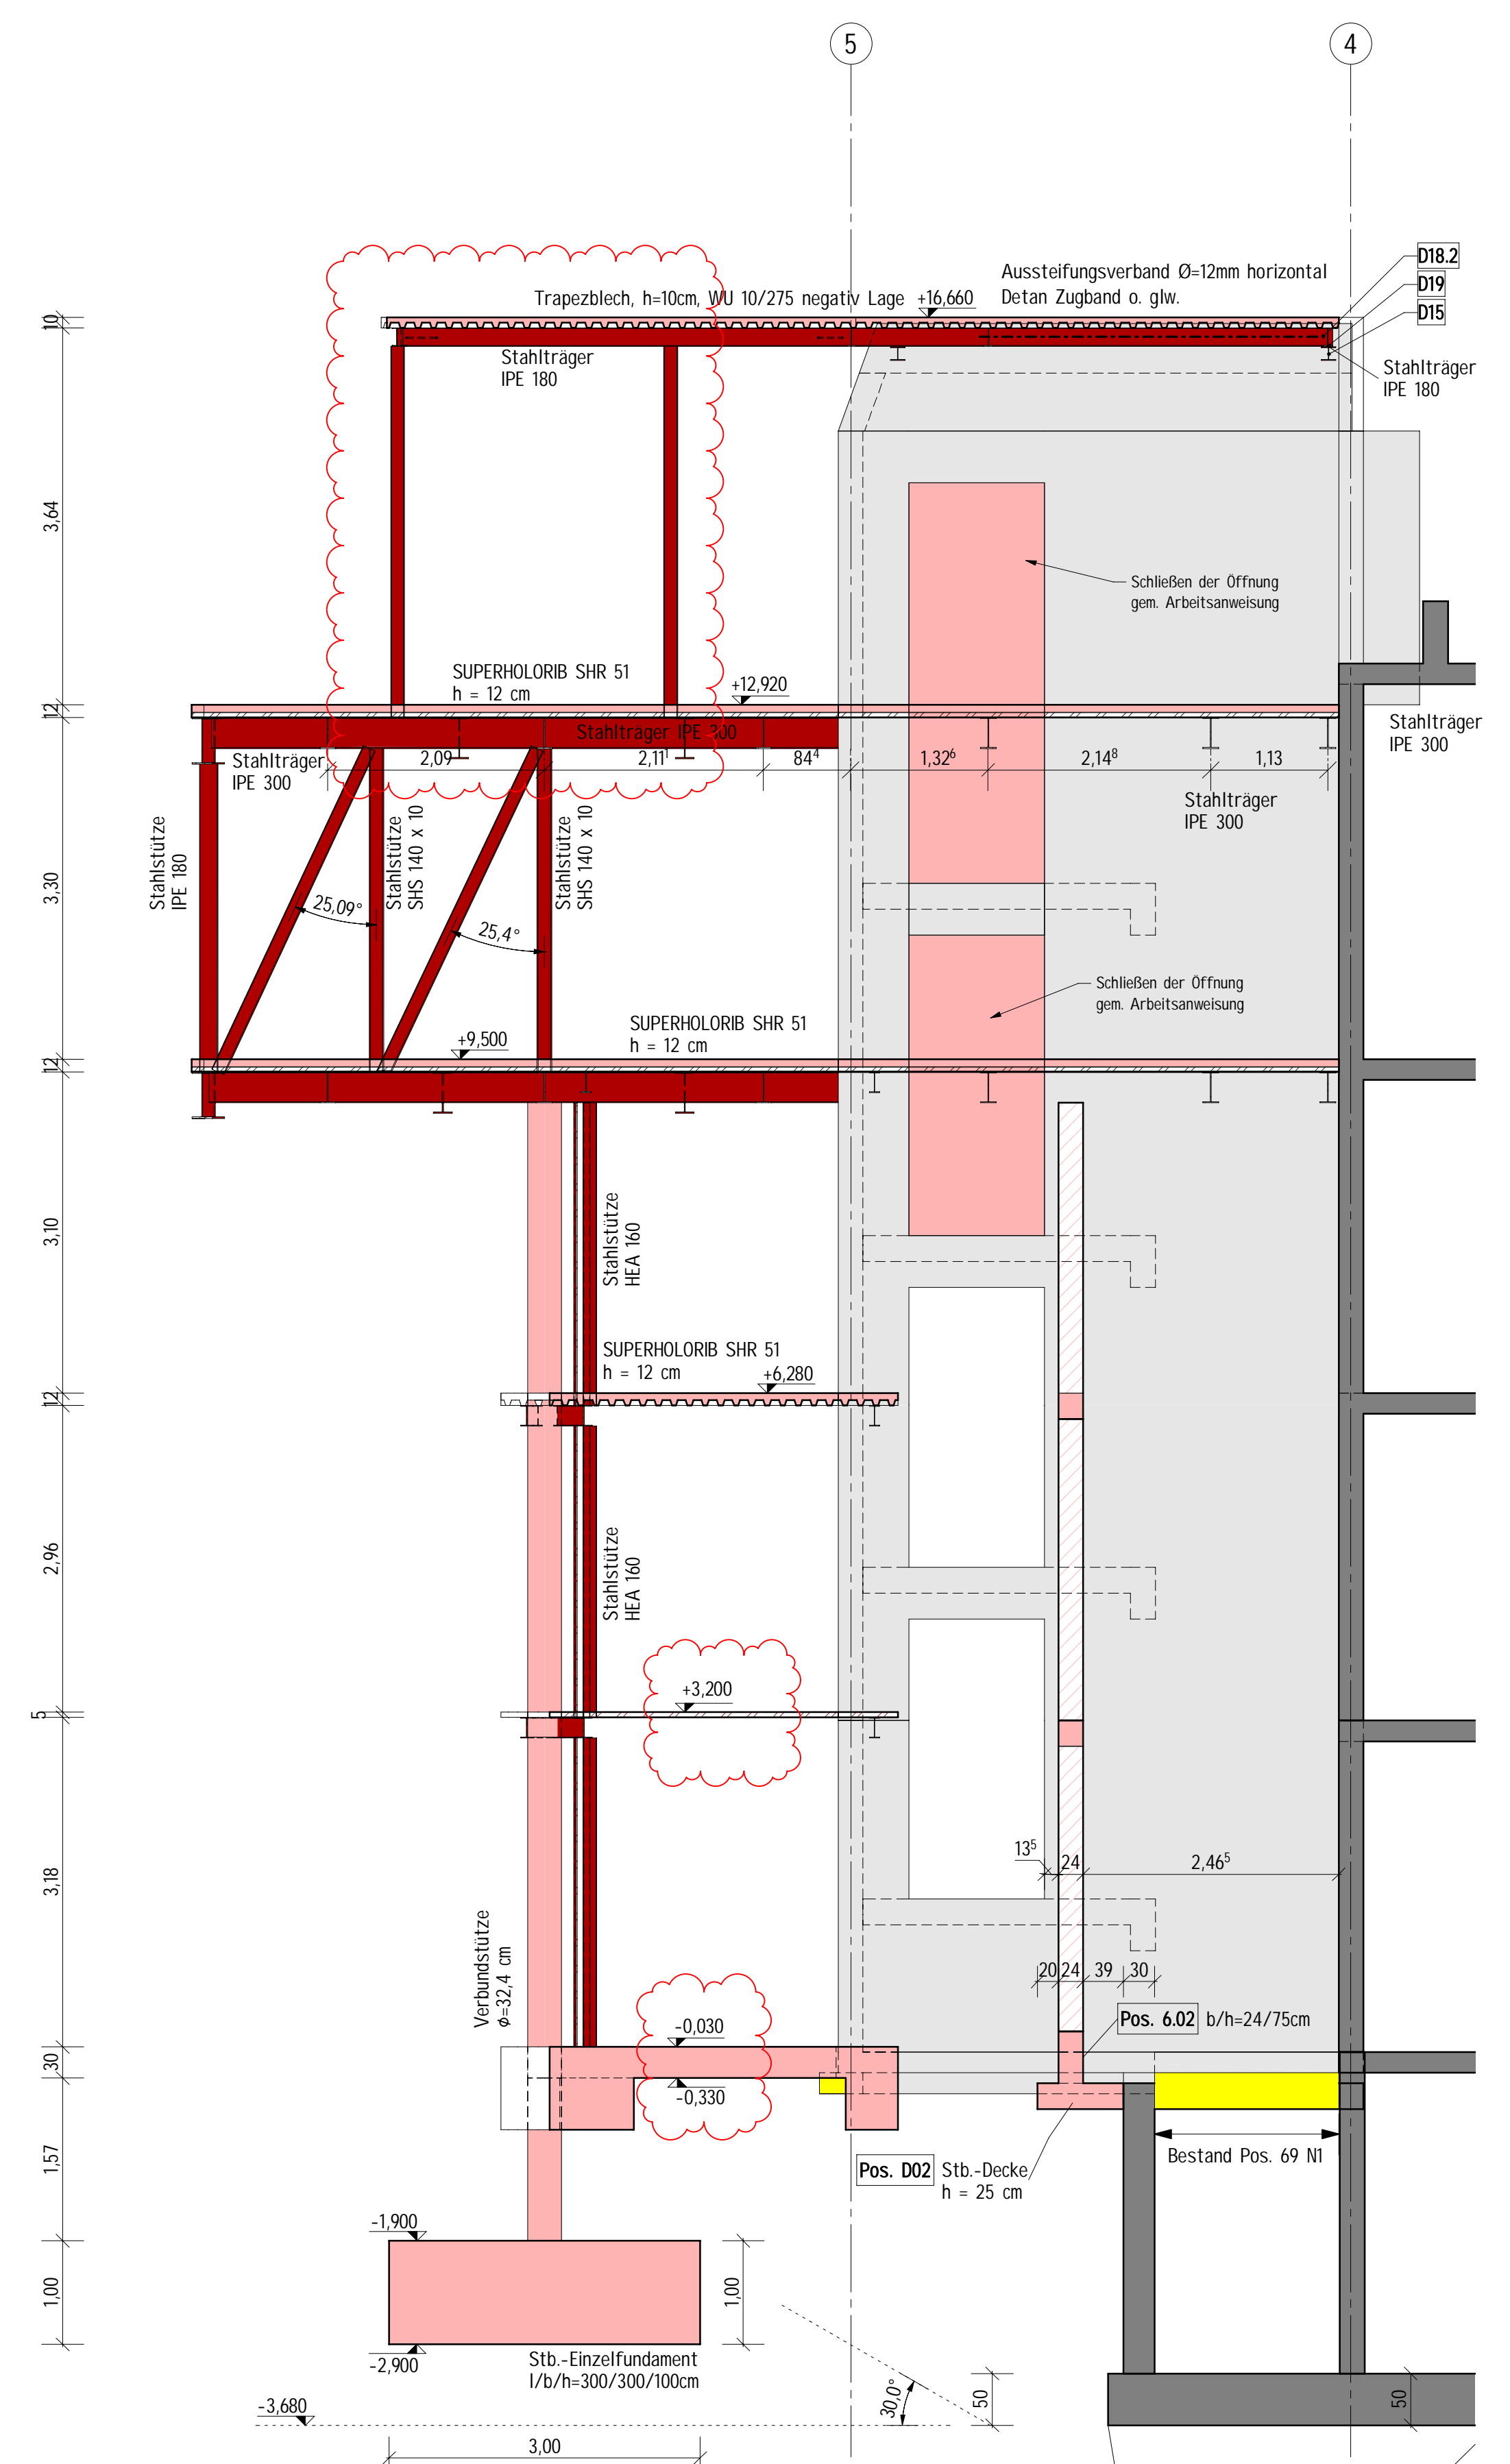 5
4
D18.2
D19
D15
Aussteifungsverband Ø=12mm horizontal
Detan Zugband o. glw.
Trapezblech, h=10cm, WU 10/275 negativ Lage
+16,660
Stahlträger
IPE 180
Stahlträger
IPE 180
10
3,64
Schließen der Öffnung
gem. Arbeitsanweisung
SUPERHOLORIB SHR 51
h = 12 cm
+12,920
12
Stahlträger IPE 300
Stahlträger
IPE 300
Stahlträger
IPE 300
2,09
2,11¹
84⁴
1,32⁶
2,14⁸
1,13
Stahlträger
IPE 300
Stahlstütze
IPE 180
Stahlstütze
SHS 140 x 10
Stahlstütze
SHS 140 x 10
3,30
25,09°
25,4°
Schließen der Öffnung
gem. Arbeitsanweisung
+9,500
SUPERHOLORIB SHR 51
h = 12 cm
12
3,10
Stahlstütze
HEA 160
SUPERHOLORIB SHR 51
h = 12 cm
+6,280
12
2,96
Stahlstütze
HEA 160
+3,200
5
3,18
13⁵
24
2,46⁵
Verbundstütze
ϕ=32,4 cm
20
24
39
30
Pos. 6.02 b/h=24/75cm
-0,030
30
-0,330
1,57
Bestand Pos. 69 N1
Pos. D02 Stb.-Decke
h = 25 cm
-1,900
1,00
1,00
-2,900
Stb.-Einzelfundament
l/b/h=300/300/100cm
-3,680
30,0°
50
50
3,00